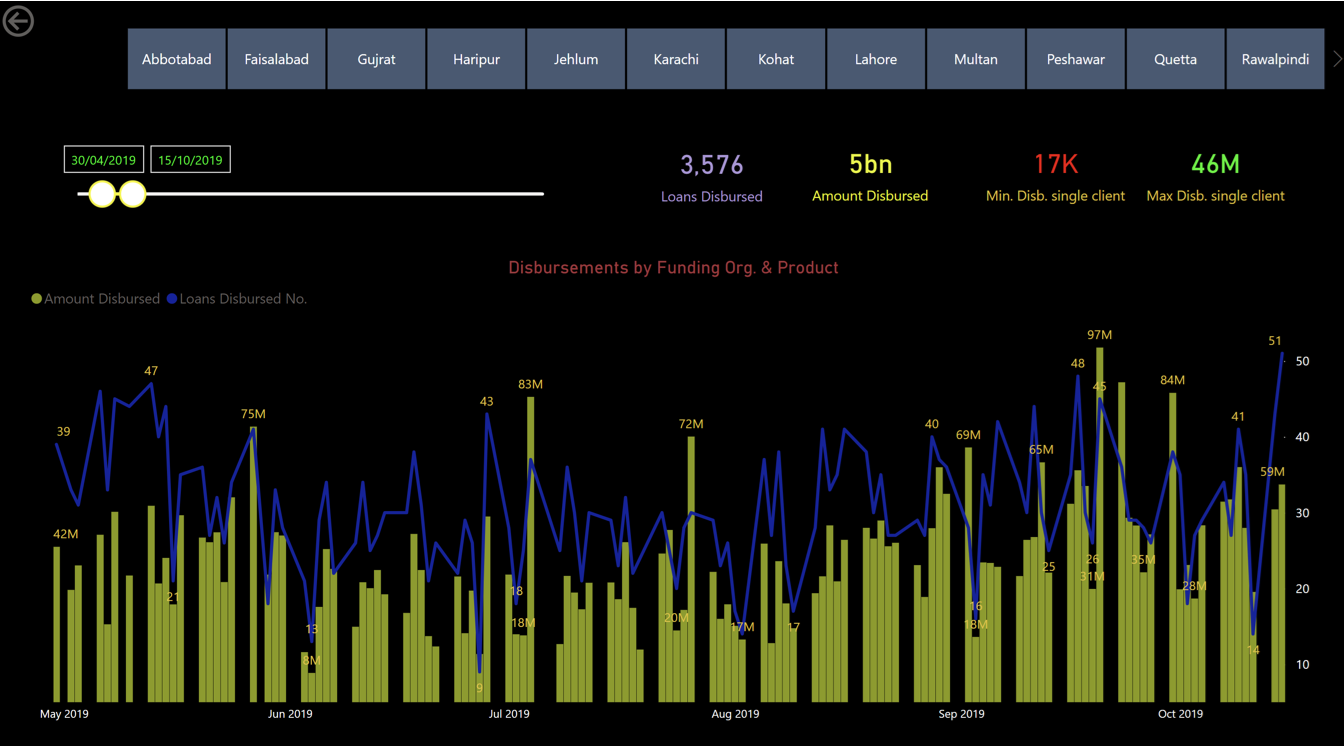 Abbotabad Faisalabad Gujrat Haripur Jehlum Karachi Kohat Lahore Multan Peshawar Quetta Rawalpindi
30/04/2019 15/10/2019
3,576 5bn 17K 46M
Loans Disbursed Amount Disbursed Min. Disb. single client Max Disb. single client
Disbursements by Funding Org. & Product
Amount Disbursed Loans Disbursed No.
97M
51
50
48
47
45
83M
84M
75M
43
72M
40
41
39
40
69M
65M
59M
42M
30
26
35M
25
31M
21
18
28M
20
16
20M
18M
17M
17
18M
13
14
8M
10
9
May 2019 Jun 2019 Jul 2019 Aug 2019 Sep 2019 Oct 2019